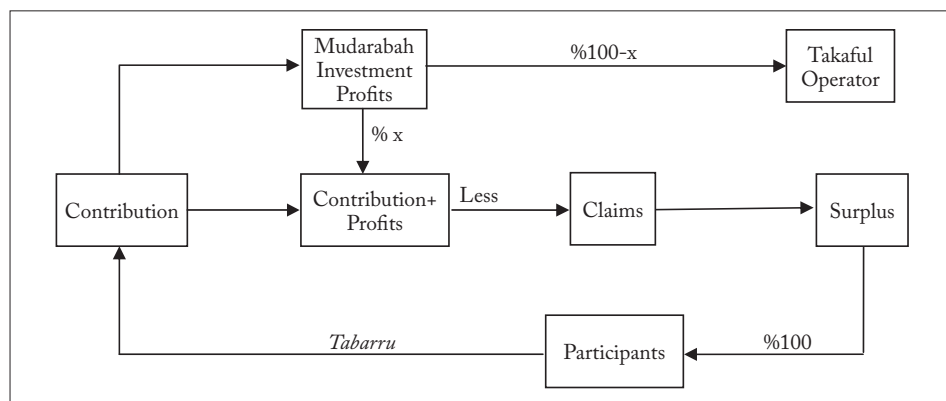 Mudarabah
Investment
Profits
%100-x
Takaful
Operator
% x
Contribution
Contribution+
Profits
Less
Claims
Surplus
Tabarru
Participants
%100